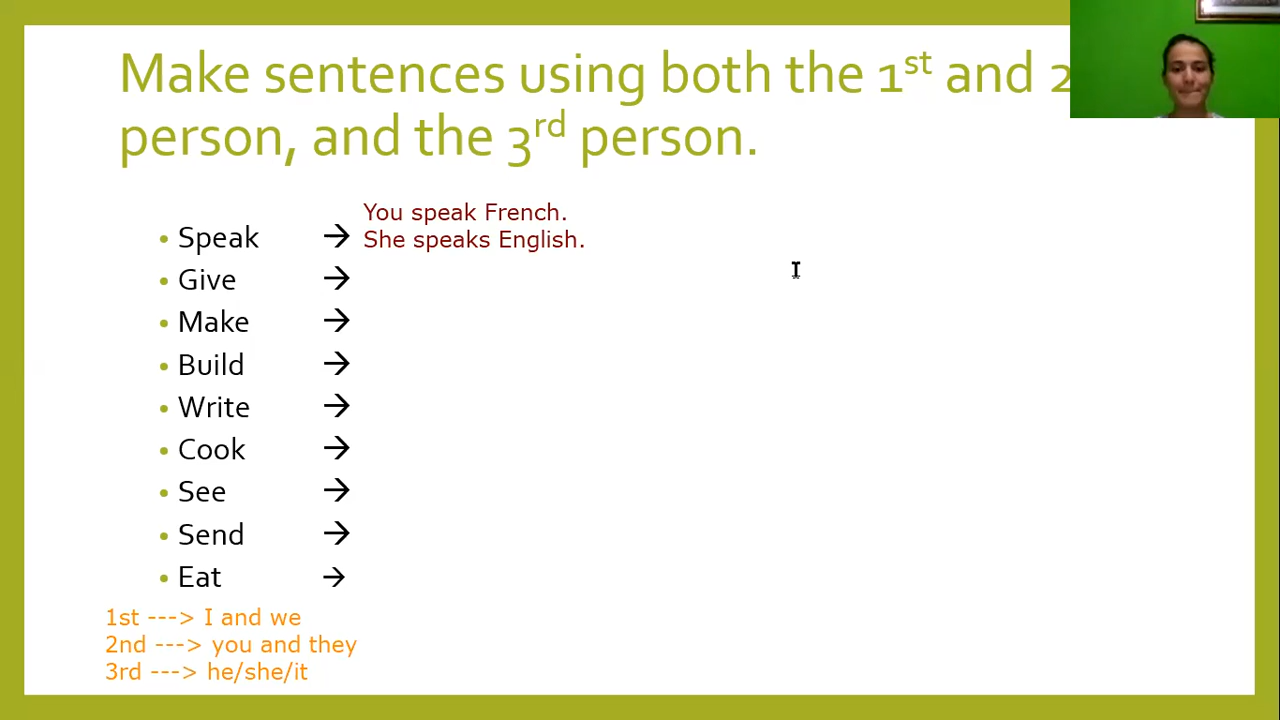 Make sentences using both the 1st and 2
person, and the 3rd person.
• Speak → You speak French.
She speaks English.
• Give →
• Make →
• Build →
• Write →
• Cook →
• See →
• Send →
• Eat →
1st ---> I and we
2nd ---> you and they
3rd ---> he/she/it